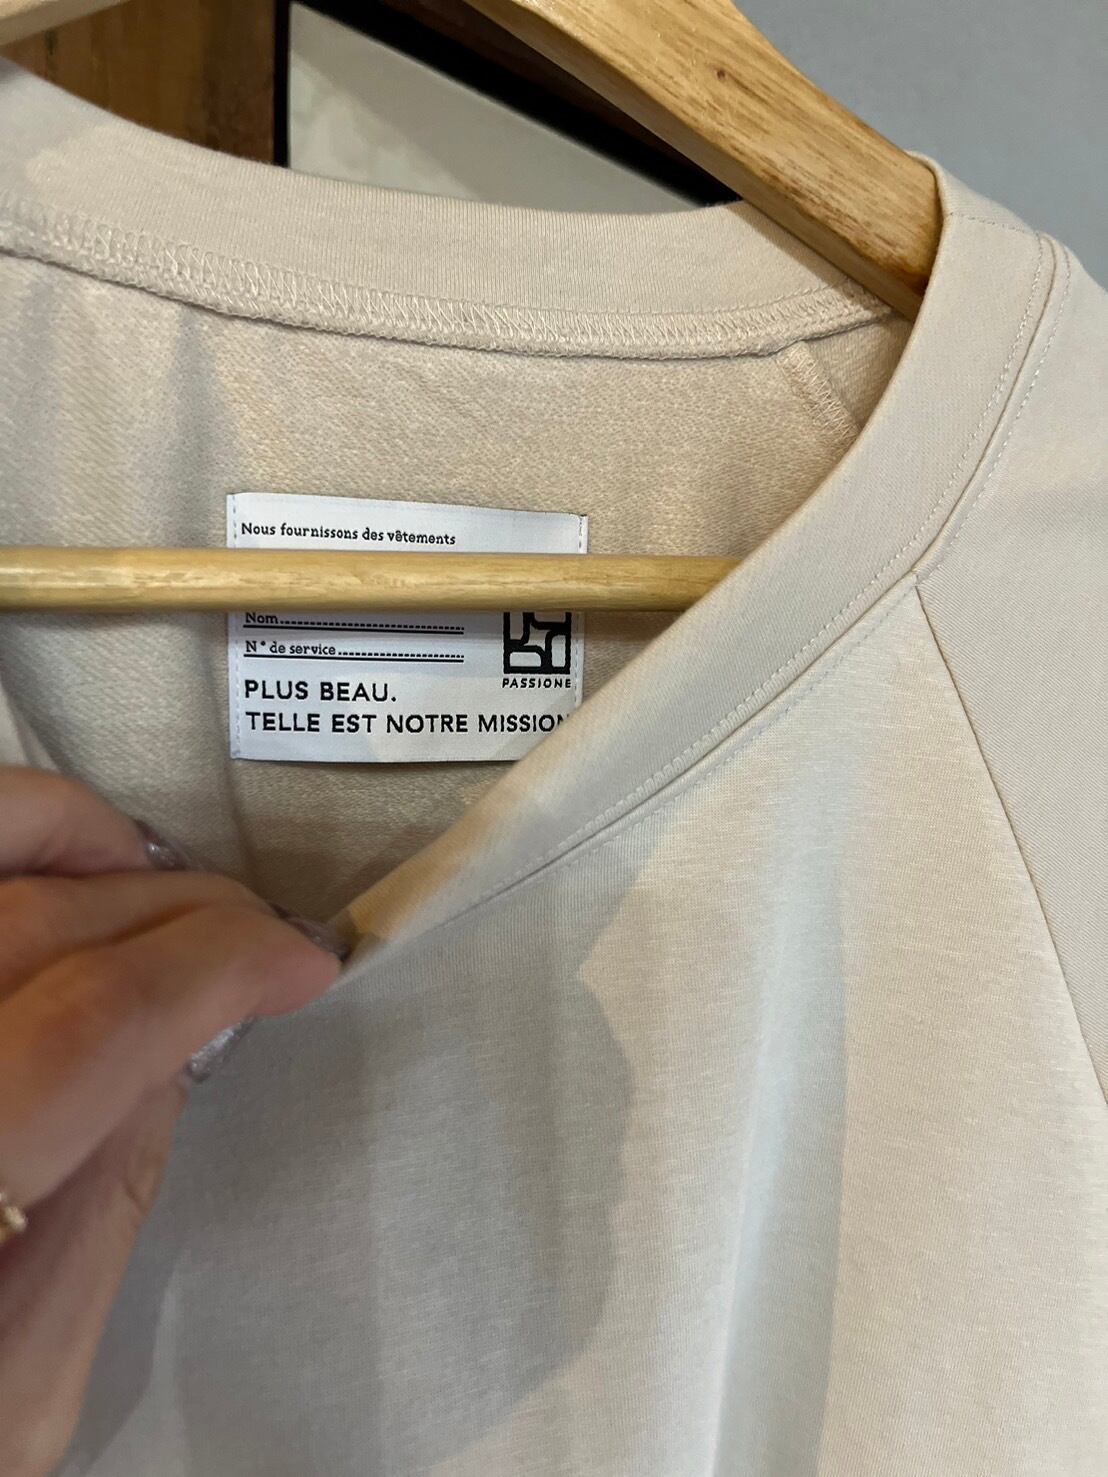 Nous fournissons des vêtements
Nom
N° de service
PASSIONE
PLUS BEAU.
TELLE EST NOTRE MISSION